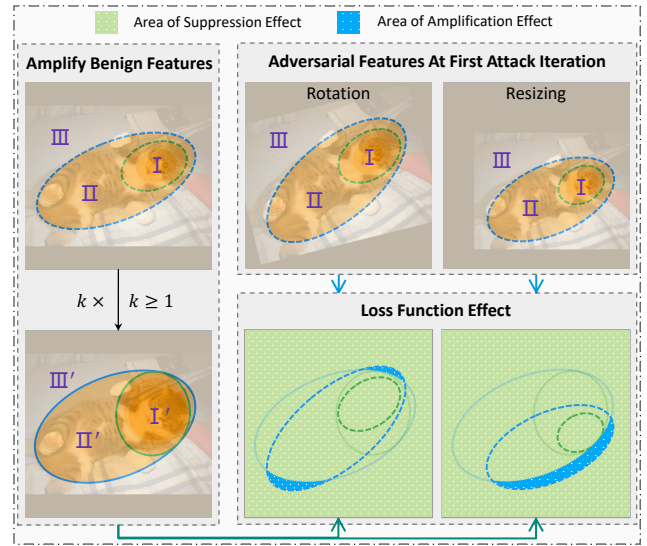 Area of Suppression Effect
Area of Amplification Effect
Amplify Benign Features
Ⅲ
Ⅰ
Ⅱ
k × k ≥ 1
Ⅲ′
Ⅰ′
Ⅱ′
Adversarial Features At First Attack Iteration
Rotation
Ⅲ
Ⅰ
Ⅱ
Resizing
Ⅲ
Ⅰ
Ⅱ
Loss Function Effect